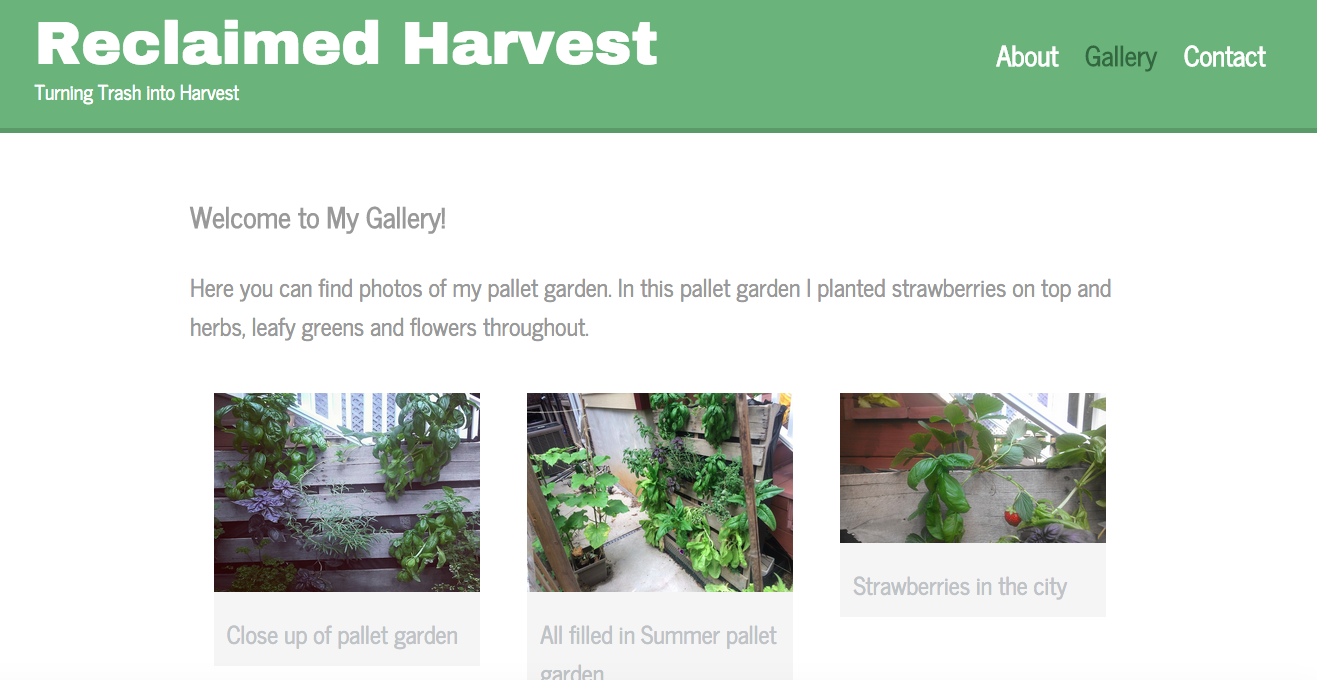 Reclaimed Harvest
Turning Trash into Harvest
About Gallery Contact
Welcome to My Gallery!
Here you can find photos of my pallet garden. In this pallet garden I planted strawberries on top and
herbs, leafy greens and flowers throughout.
Close up of pallet garden
All filled in Summer pallet
garden
Strawberries in the city